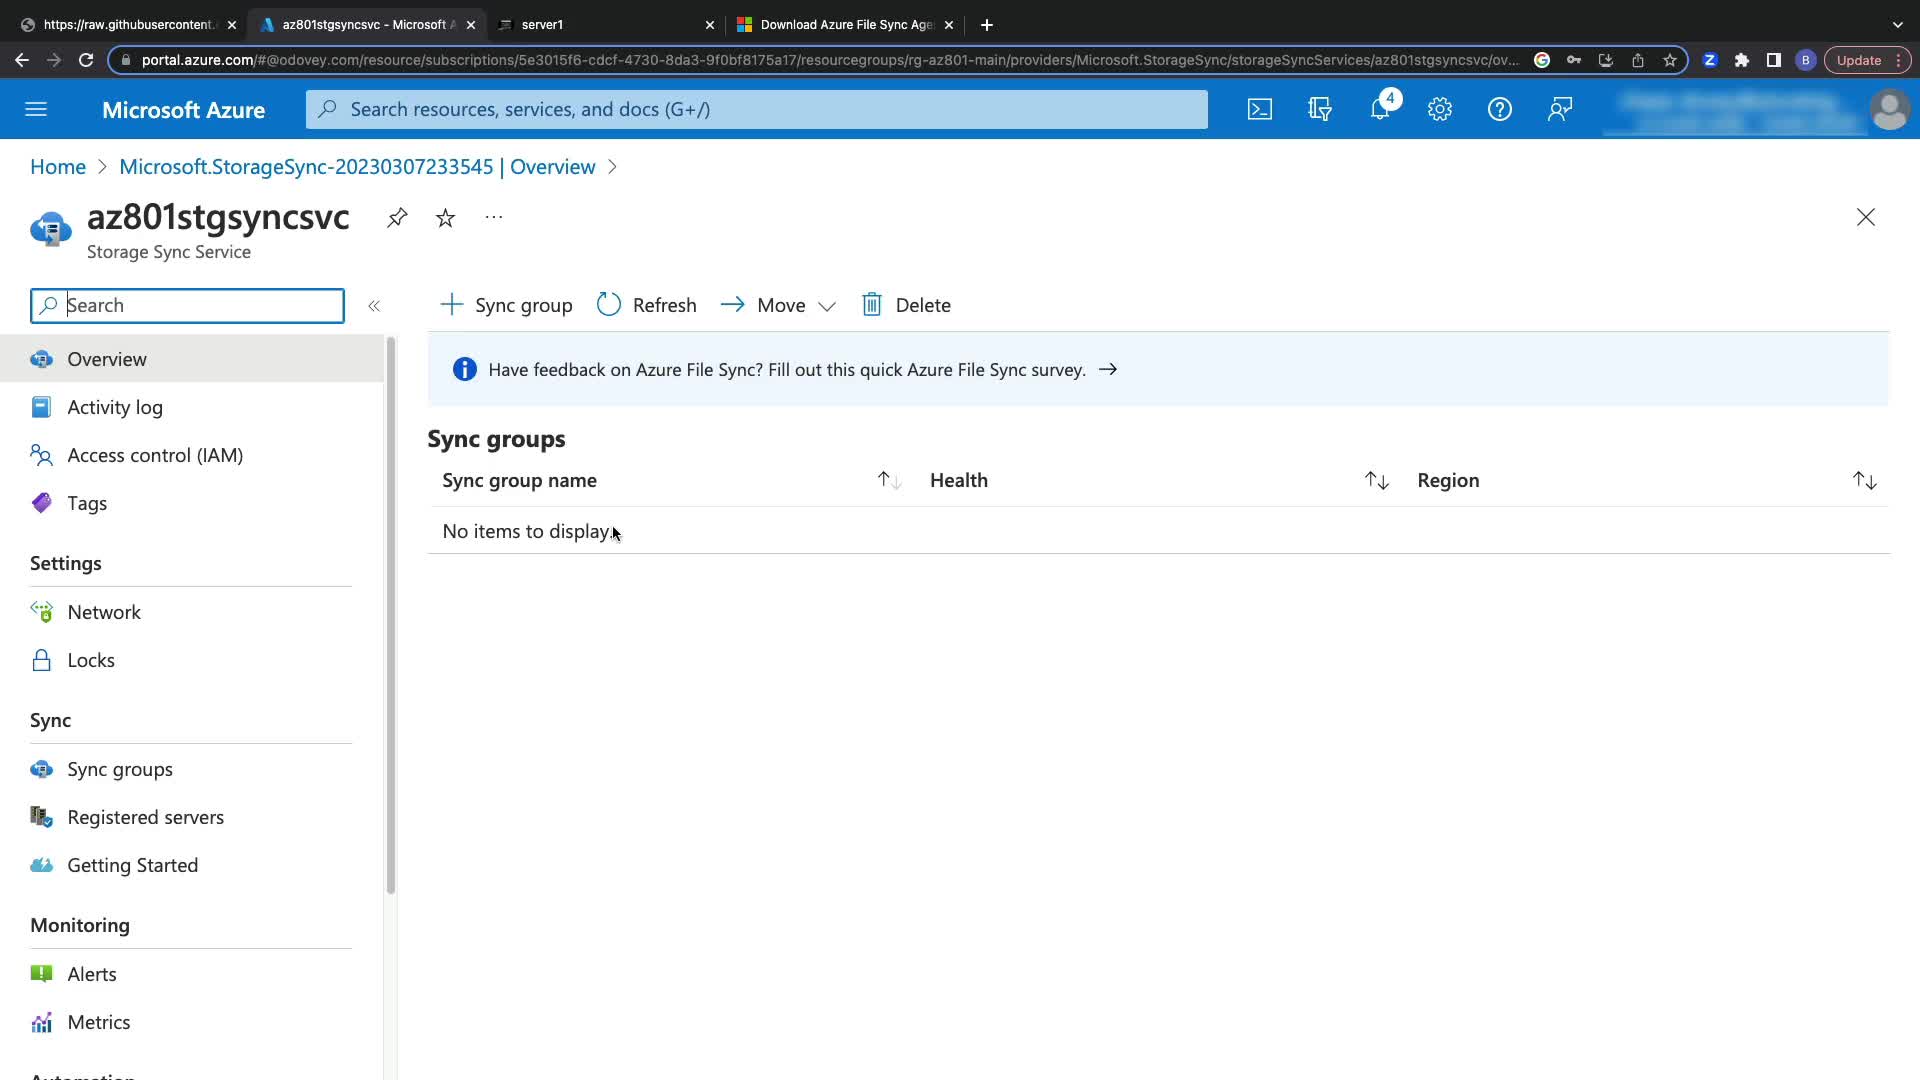 https://raw.githubusercontent.
az801stgsyncsvc - Microsoft A
server1
Download Azure File Sync Age
portal.azure.com/#@odovey.com/resource/subscriptions/5e3015f6-cdcf-4730-8da3-9f0bf8175a17/resourcegroups/rg-az801-main/providers/Microsoft.StorageSync/storageSyncServices/az801stgsyncsvc/ov...
Z
B
Update
Microsoft Azure
Search resources, services, and docs (G+/)
4
Home > Microsoft.StorageSync-20230307233545 | Overview >
az801stgsyncsvc
Storage Sync Service
Search
Sync group
Refresh
Move
Delete
Overview
Activity log
Access control (IAM)
Tags
Settings
Network
Locks
Sync
Sync groups
Registered servers
Getting Started
Monitoring
Alerts
Metrics
Automation
Have feedback on Azure File Sync? Fill out this quick Azure File Sync survey.
Sync groups
Sync group name
Health
Region
No items to display.